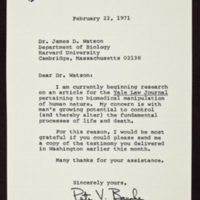 February 22, 1971
Dr. James D. Watson
Department of Biology
Harvard University
Cambridge, Massachusetts 02138
Dear Dr. Watson:
I am currently beginning research
on an article for the Yale Law Journal
pertaining to biomedical manipulation
of human nature. My concern is with
man's growing potential to control
(and thereby alter) the fundamental
processes of life and death.
For this reason, I would be most
grateful if you could please send me
a copy of the testimony you delivered
in Washington earlier this month.
Many thanks for your assistance.
Sincerely yours,